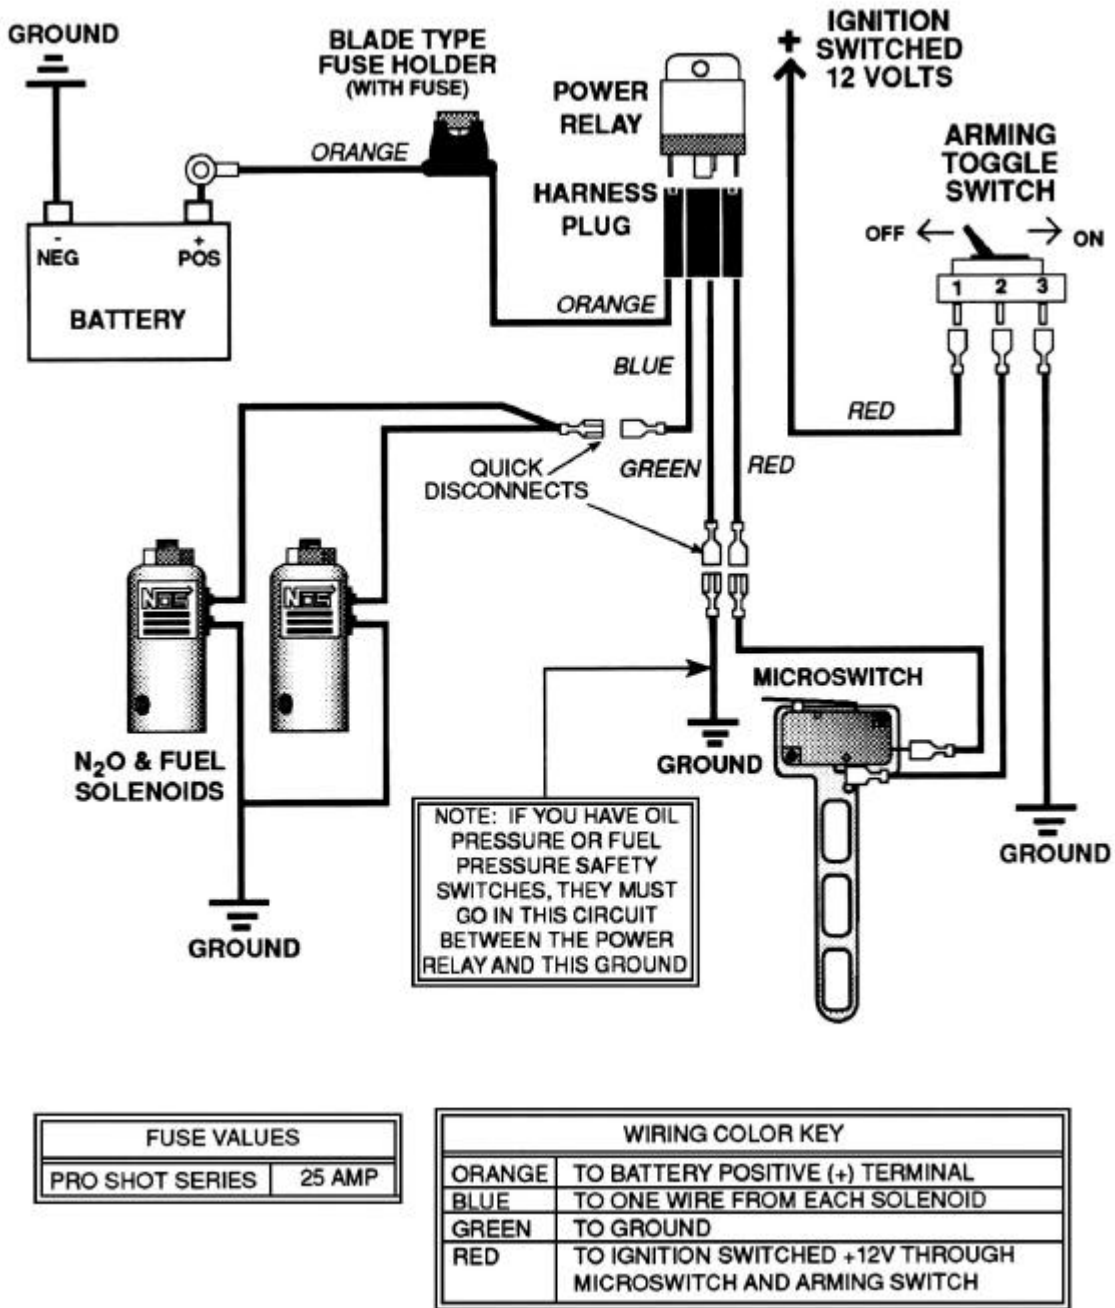 GROUND
BLADE TYPE
FUSE HOLDER
(WITH FUSE)
POWER
RELAY
+
IGNITION
SWITCHED
12 VOLTS
ARMING
TOGGLE
SWITCH
OFF
ON
1 2 3
ORANGE
HARNESS
PLUG
-
NEG
+
POS
BATTERY
ORANGE
BLUE
RED
QUICK
DISCONNECTS
GREEN
RED
NOS
NOS
N2O & FUEL
SOLENOIDS
GROUND
MICROSWITCH
GROUND
GROUND
NOTE: IF YOU HAVE OIL
PRESSURE OR FUEL
PRESSURE SAFETY
SWITCHES, THEY MUST
GO IN THIS CIRCUIT
BETWEEN THE POWER
RELAY AND THIS GROUND
FUSE VALUES
PRO SHOT SERIES 25 AMP
WIRING COLOR KEY
ORANGE TO BATTERY POSITIVE (+) TERMINAL
BLUE TO ONE WIRE FROM EACH SOLENOID
GREEN TO GROUND
RED TO IGNITION SWITCHED +12V THROUGH
MICROSWITCH AND ARMING SWITCH